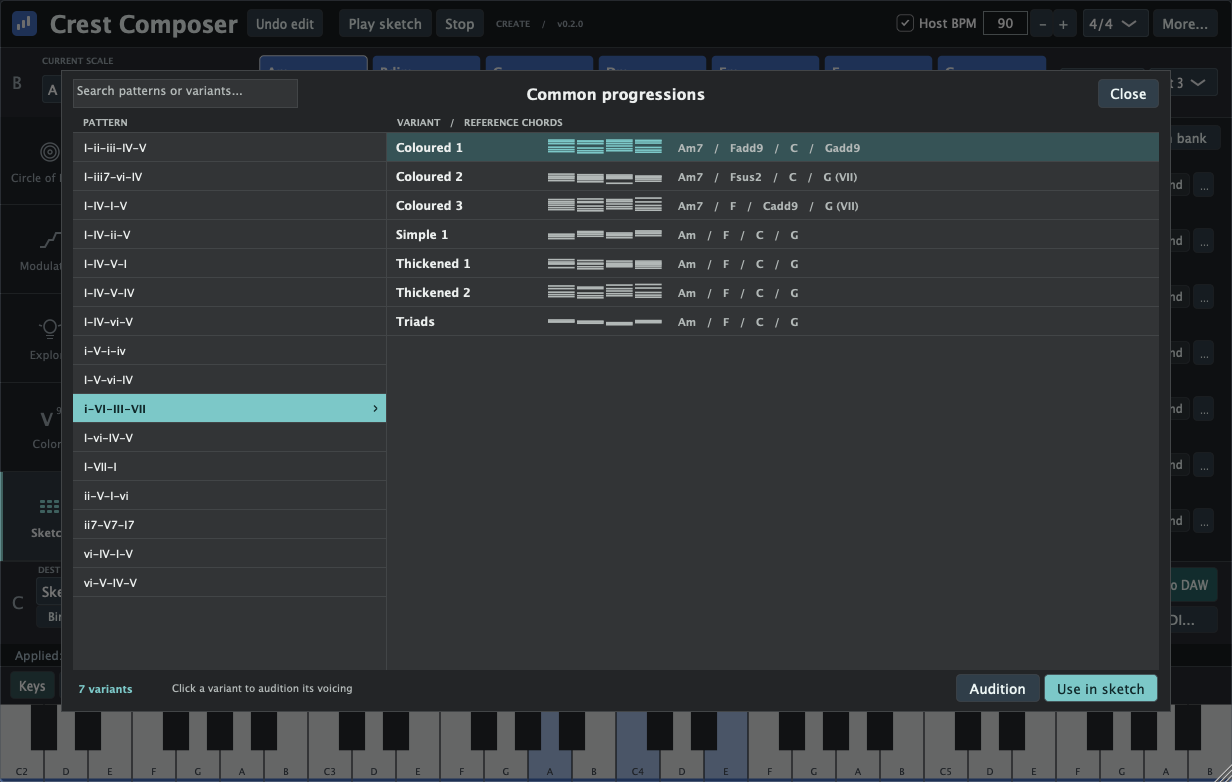 Crest Composer Undo edit Play sketch Stop CREATE / v0.2.0 Host BPM 90 - + 4/4 More...
CURRENT SCALE
B A
Search patterns or variants... Common progressions Close
PATTERN VARIANT / REFERENCE CHORDS
I-ii-iii-IV-V Coloured 1 Am7 / Fadd9 / C / Gadd9
I-iii7-vi-IV Coloured 2 Am7 / Fsus2 / C / G (VII)
I-IV-I-V Coloured 3 Am7 / F / Cadd9 / G (VII)
I-IV-ii-V Simple 1 Am / F / C / G
I-IV-V-I Thickened 1 Am / F / C / G
I-IV-V-IV Thickened 2 Am / F / C / G
I-IV-vi-V Triads Am / F / C / G
i-V-i-iv
I-V-vi-IV
i-VI-III-VII ›
I-vi-IV-V
I-VII-I
ii-V-I-vi
ii7-V7-I7
vi-IV-I-V
vi-V-IV-V
7 variants Click a variant to audition its voicing Audition Use in sketch
3
bank
Circle of
V 9
C
DAW
Applied:
Keys
C2 D E F G A B C3 D E F G A B C4 D E F G A B C5 D E F G A B